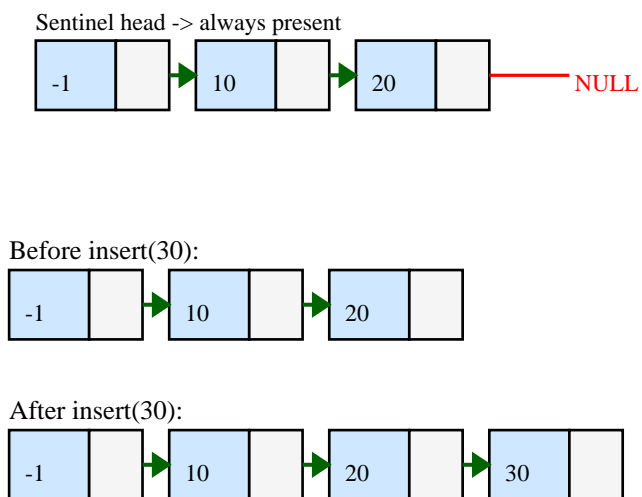 Sentinel head -> always present
-1 10 20 NULL
Before insert(30):
-1 10 20
After insert(30):
-1 10 20 30